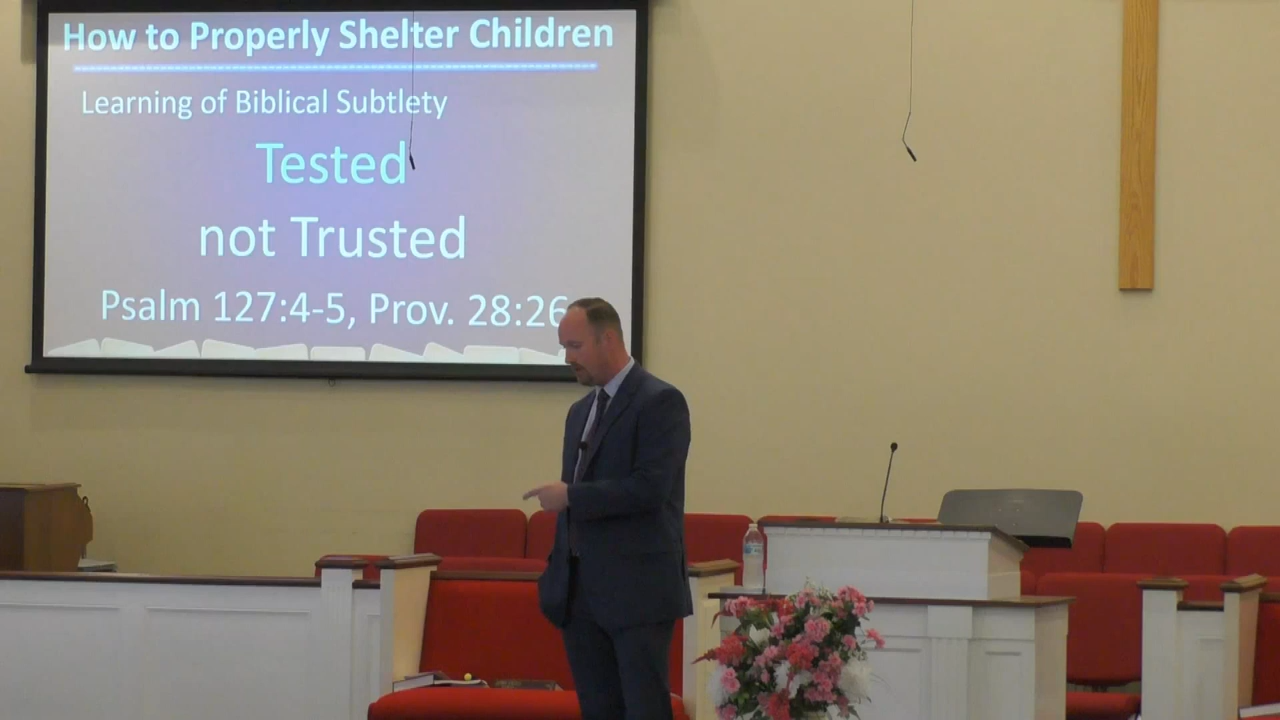 How to Properly Shelter Children
Learning of Biblical Subtlety
Tested
not Trusted
Psalm 127:4-5, Prov. 28:26